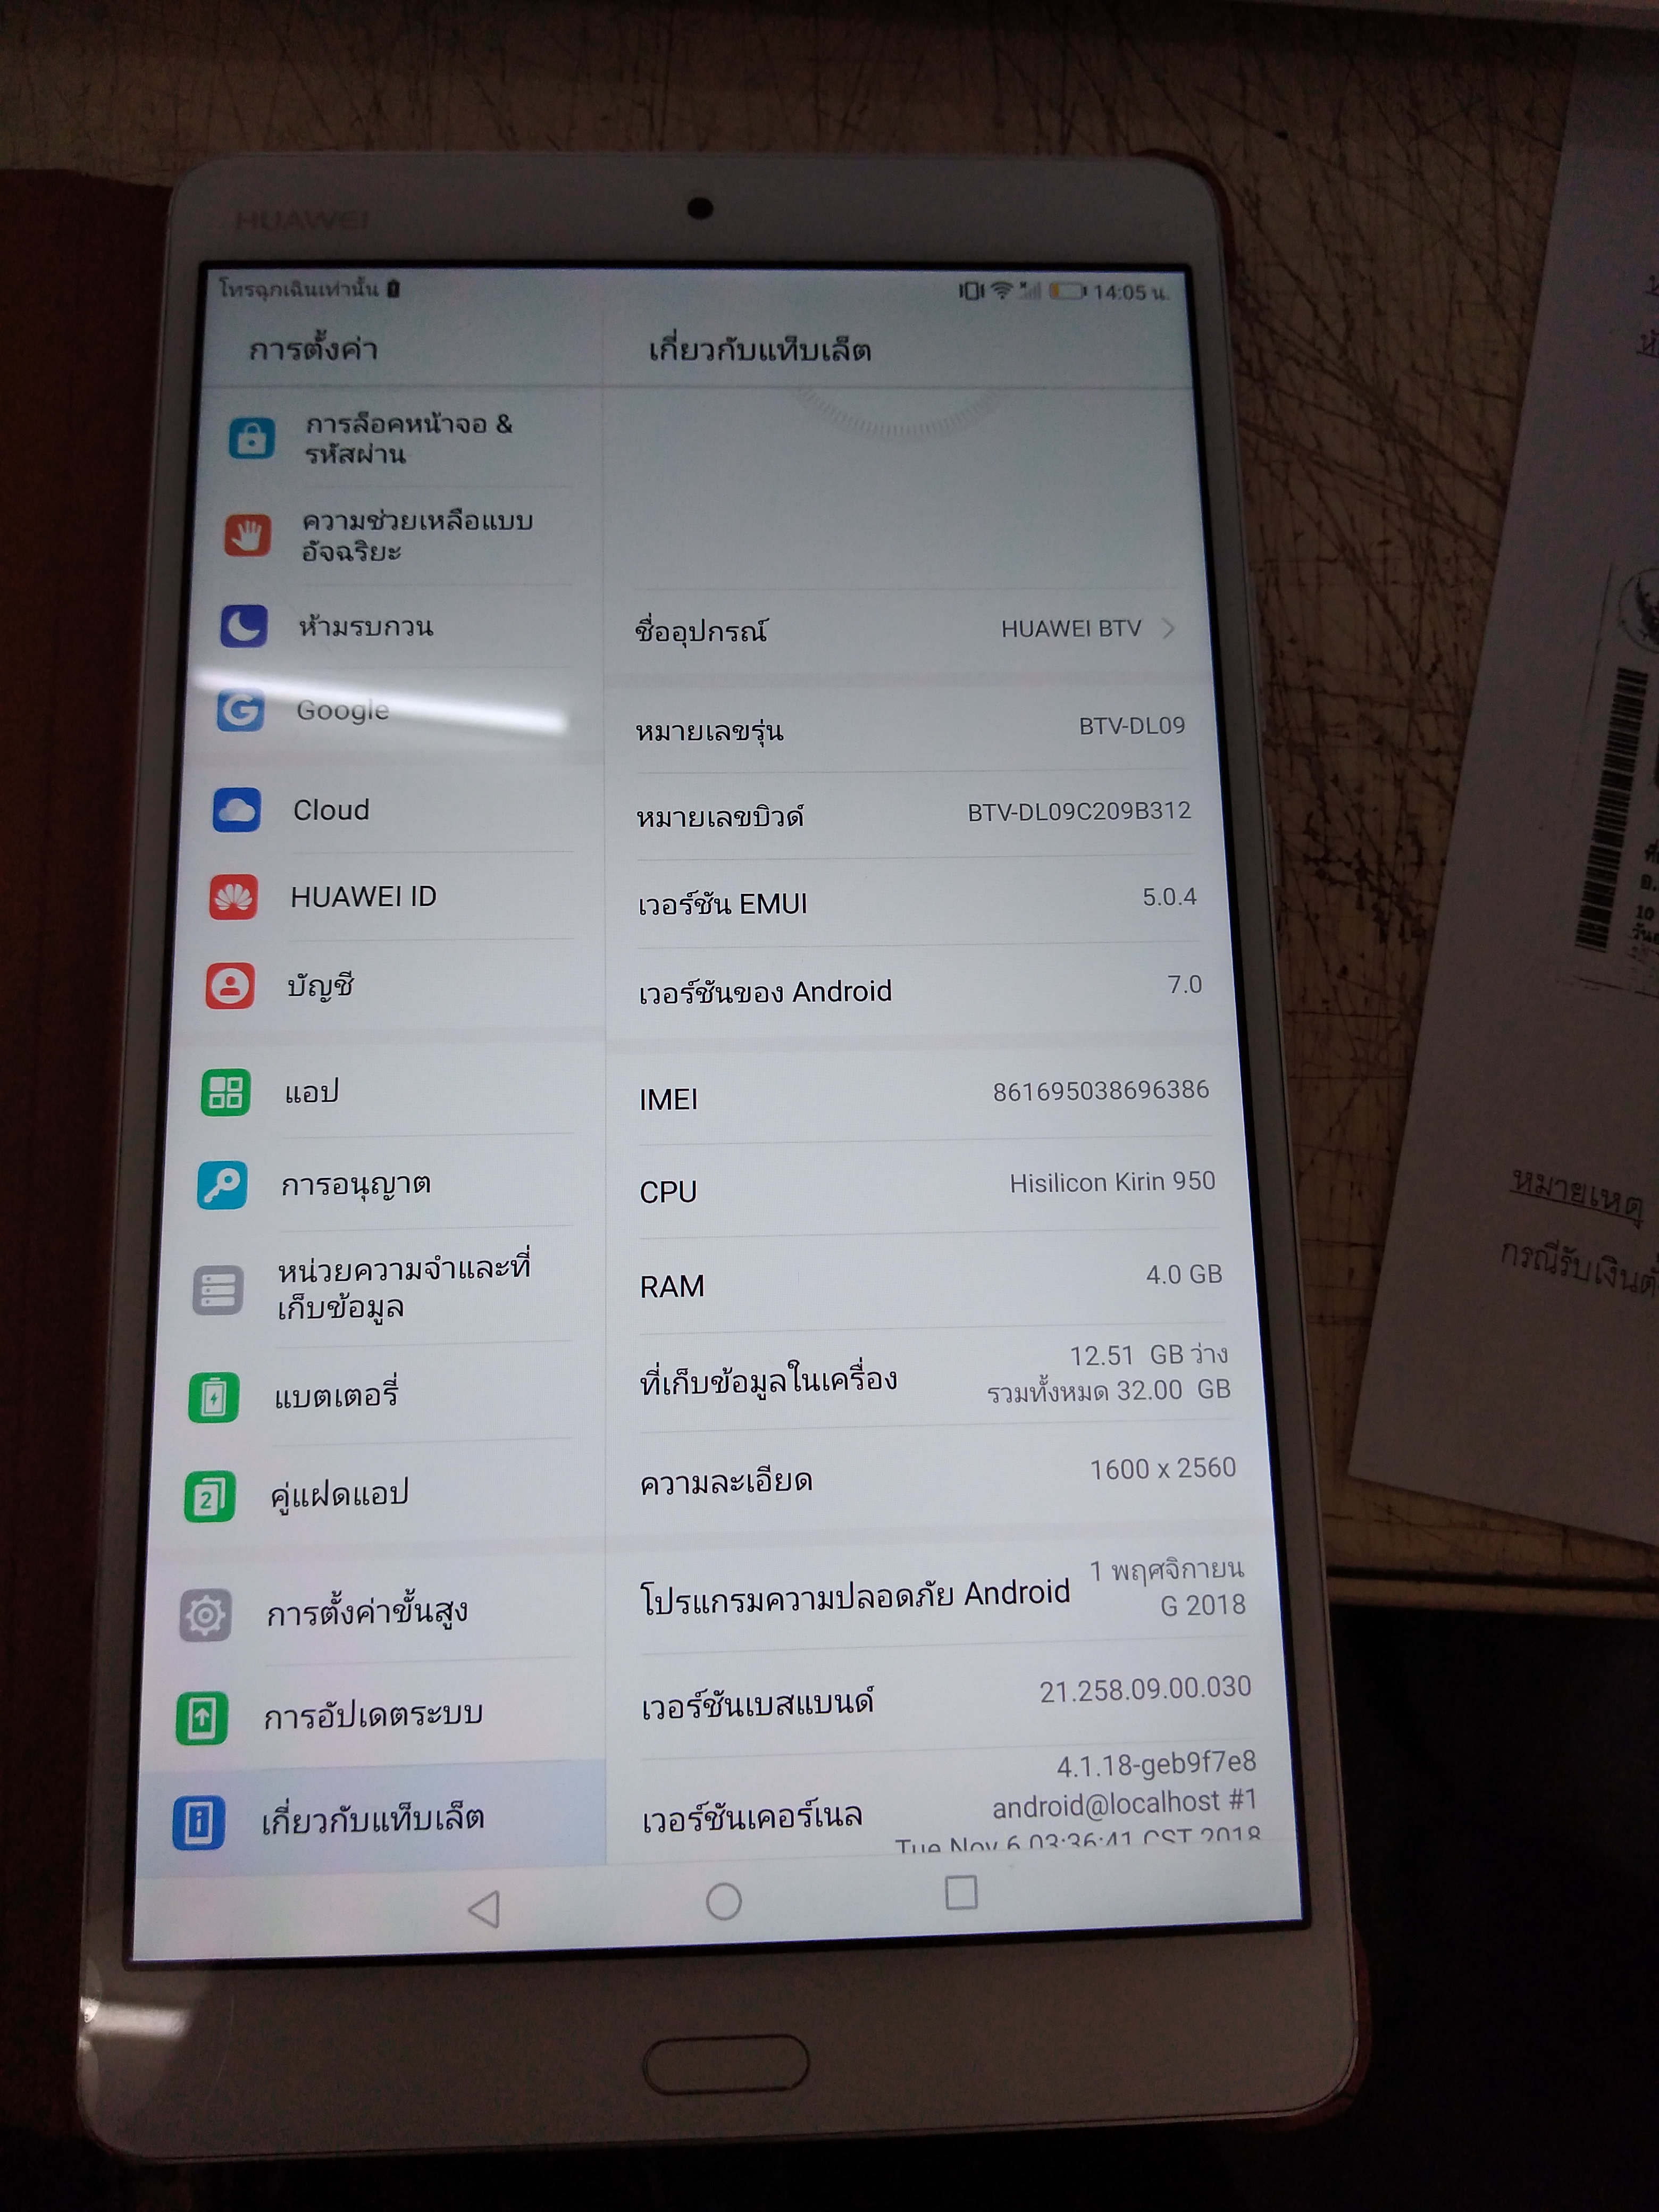 HUAWEI
โทรฉุกเฉินเท่านั้น
14:05 น.
การตั้งค่า
เกี่ยวกับแท็บเล็ต
การล็อคหน้าจอ &
รหัสผ่าน
ความช่วยเหลือแบบ
อัจฉริยะ
ห้ามรบกวน
Google
Cloud
HUAWEI ID
บัญชี
แอป
การอนุญาต
หน่วยความจำและที่
เก็บข้อมูล
แบตเตอรี่
2
คู่แฝดแอป
การตั้งค่าขั้นสูง
การอัปเดตระบบ
เกี่ยวกับแท็บเล็ต
ชื่ออุปกรณ์ HUAWEI BTV
หมายเลขรุ่น BTV-DL09
หมายเลขบิวด์ BTV-DL09C209B312
เวอร์ชัน EMUI 5.0.4
เวอร์ชันของ Android 7.0
IMEI 861695038696386
CPU Hisilicon Kirin 950
RAM 4.0 GB
ที่เก็บข้อมูลในเครื่อง 12.51 GB ว่าง
รวมทั้งหมด 32.00 GB
ความละเอียด 1600 x 2560
โปรแกรมความปลอดภัย Android 1 พฤศจิกายน
G 2018
เวอร์ชันเบสแบนด์ 21.258.09.00.030
เวอร์ชันเคอร์เนล 4.1.18-geb9f7e8
android@localhost #1
Tue Nov 6 03:36:41 CST 2018
หมายเหตุ
กรณีรับเงินต